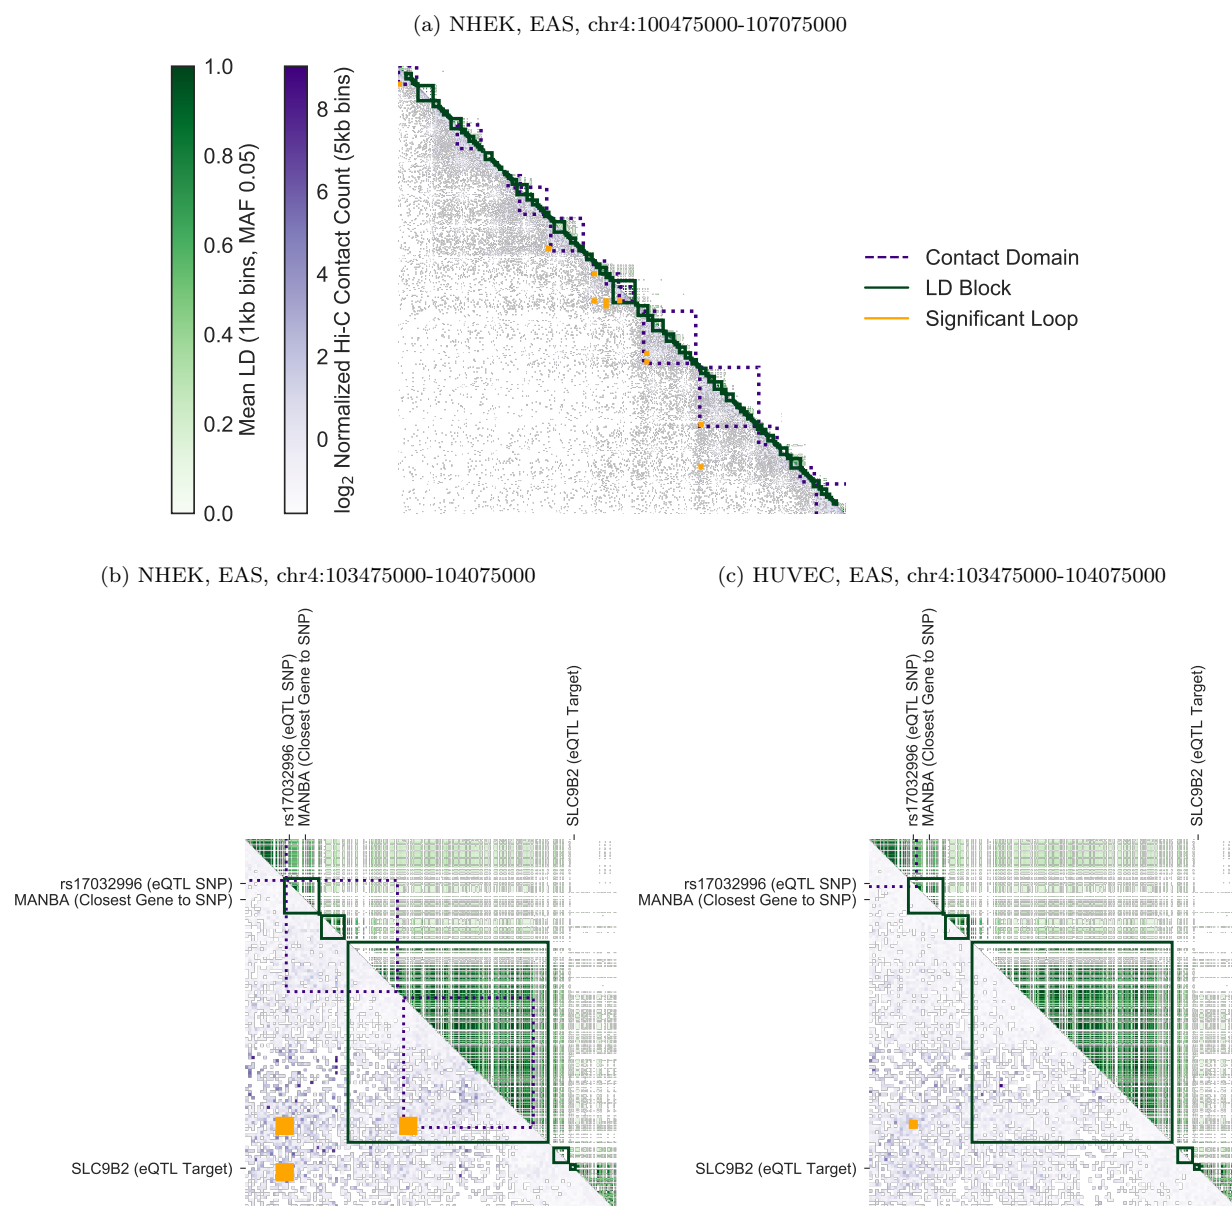 (a) NHEK, EAS, chr4:100475000-107075000
1.0
0.8
0.6
0.4
0.2
0.0
Mean LD (1kb bins, MAF 0.05)
8
6
4
2
0
log2 Normalized Hi-C Contact Count (5kb bins)
Contact Domain
LD Block
Significant Loop
(b) NHEK, EAS, chr4:103475000-104075000
rs17032996 (eQTL SNP)
MANBA (Closest Gene to SNP)
SLC9B2 (eQTL Target)
rs17032996 (eQTL SNP)
MANBA (Closest Gene to SNP)
SLC9B2 (eQTL Target)
(c) HUVEC, EAS, chr4:103475000-104075000
rs17032996 (eQTL SNP)
MANBA (Closest Gene to SNP)
SLC9B2 (eQTL Target)
rs17032996 (eQTL SNP)
MANBA (Closest Gene to SNP)
SLC9B2 (eQTL Target)